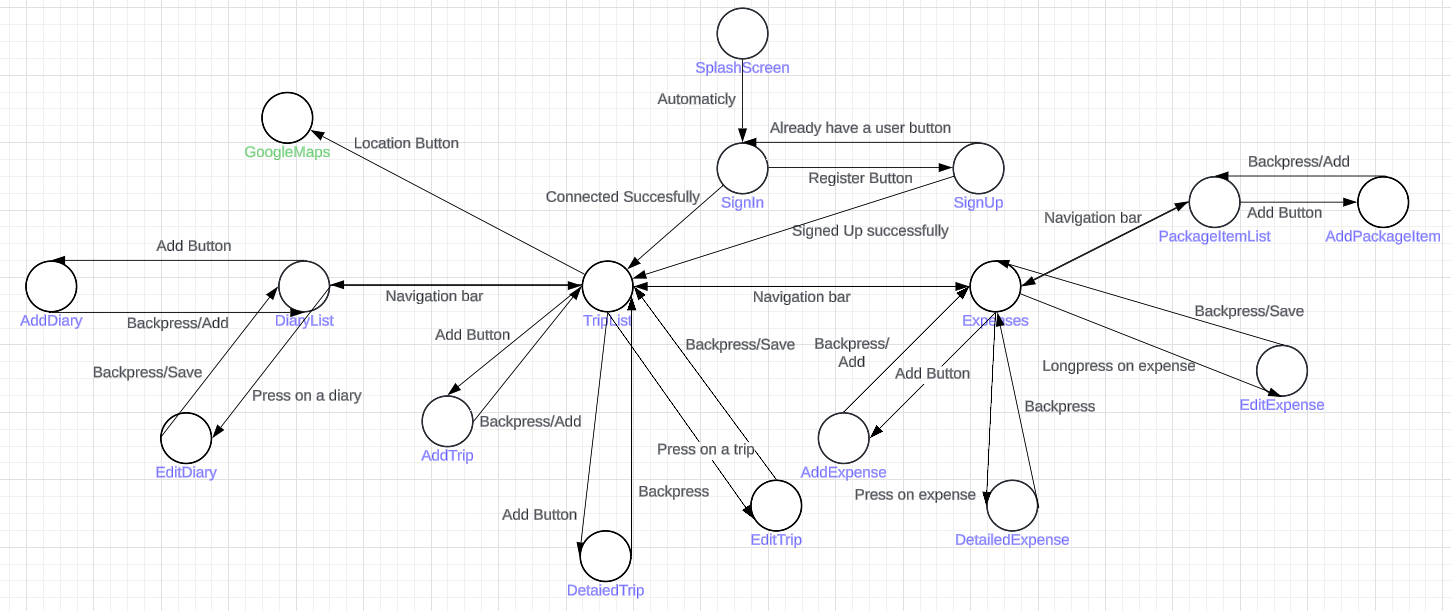 SplashScreen
Automaticly
GoogleMaps
Location Button
Already have a user button
Register Button
Connected Succesfully
SignIn
SignUp
Signed Up successfully
Backpress/Add
Add Button
Navigation bar
PackageItemList
AddPackageItem
Add Button
AddDiary
Backpress/Add
DiaryList
Navigation bar
TripList
Navigation bar
Expenses
Backpress/Save
Press on a diary
EditDiary
Add Button
Backpress/Add
AddTrip
Backpress/Save
Press on a trip
Backpress
Add Button
EditTrip
DetaiedTrip
Backpress/
Add
Add Button
AddExpense
Press on expense
Backpress
DetailedExpense
Longpress on expense
Backpress/Save
EditExpense